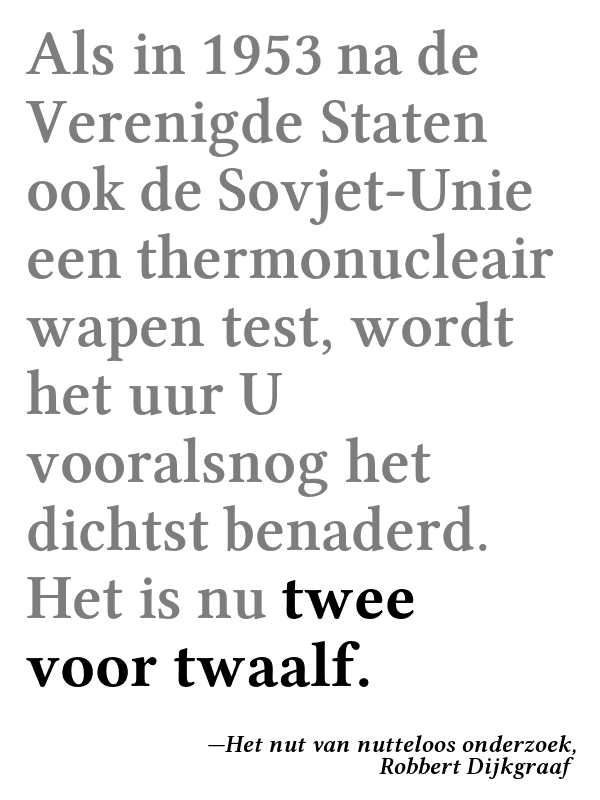 Als in 1953 na de
Verenigde Staten
ook de Sovjet-Unie
een thermonucleair
wapen test, wordt
het uur U
vooralsnog het
dichtst benaderd.
Het is nu twee
voor twaalf.
—Het nut van nutteloos onderzoek,
Robbert Dijkgraaf